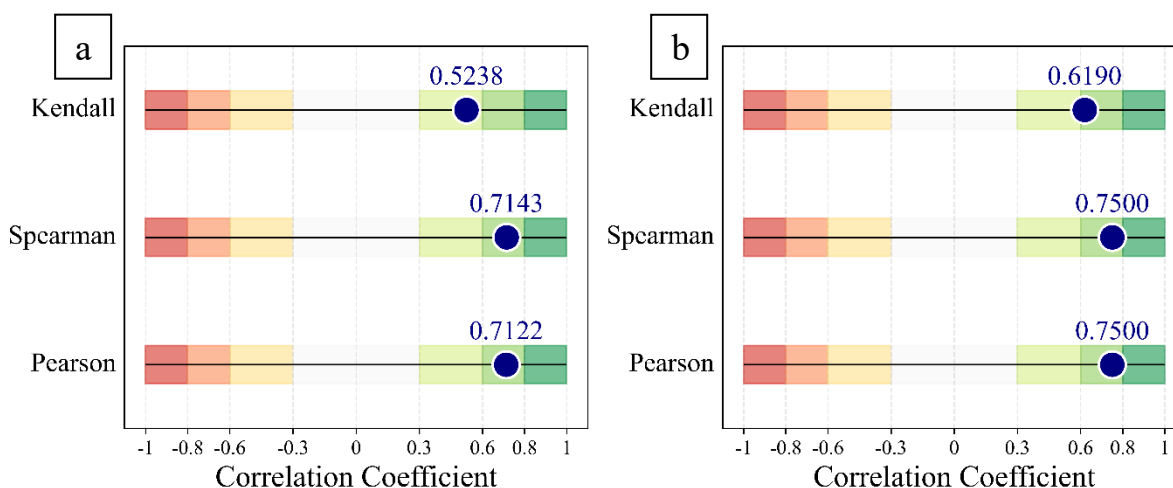 a
0.5238
Kendall
0.7143
Spearman
0.7122
Pearson
-1 -0.8 -0.6 -0.3 0 0.3 0.6 0.8 1
Correlation Coefficient
b
0.6190
Kendall
0.7500
Spearman
0.7500
Pearson
-1 -0.8 -0.6 -0.3 0 0.3 0.6 0.8 1
Correlation Coefficient